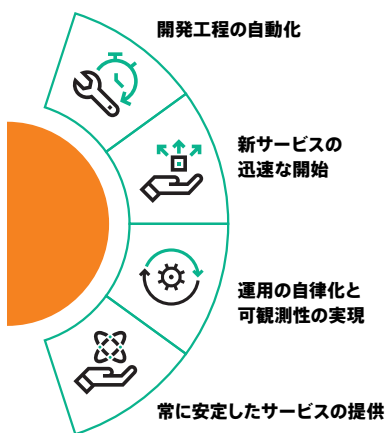 開発工程の自動化
新サービスの
迅速な開始
運用の自律化と
可観測性の実現
常に安定したサービスの提供